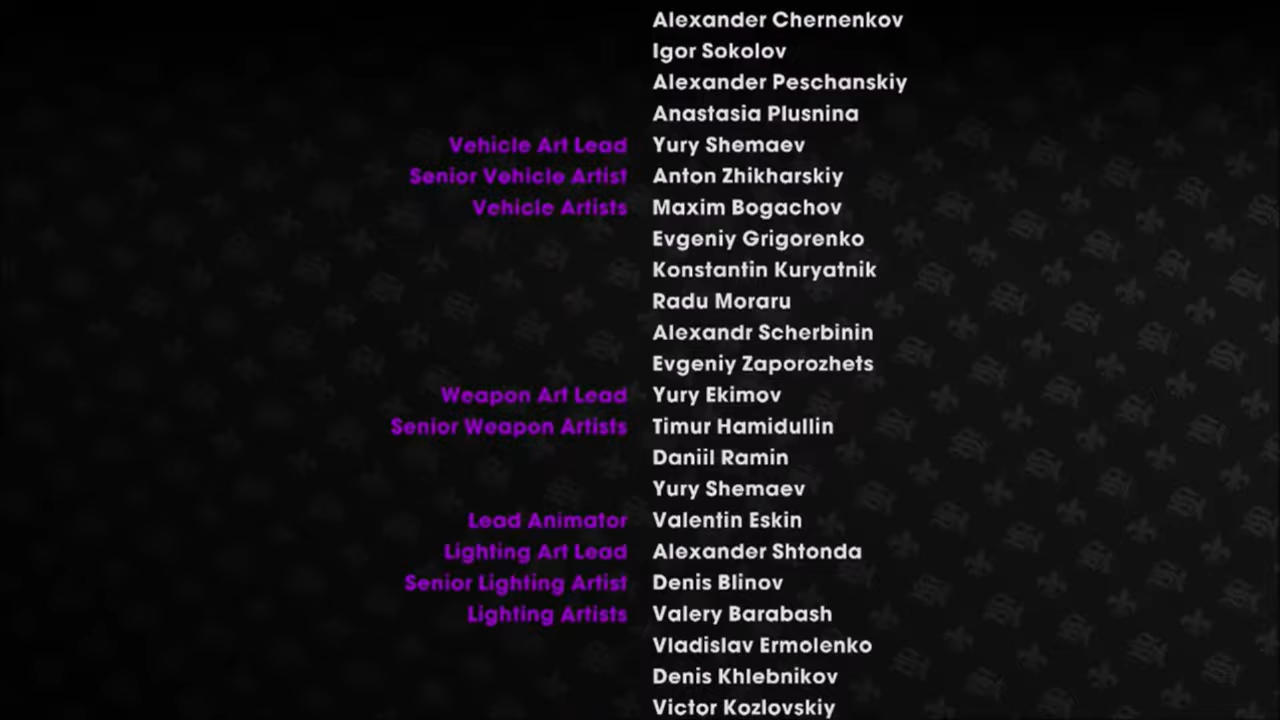 Alexander Chernenkov
Igor Sokolov
Alexander Peschanskiy
Anastasia Plusnina
Vehicle Art Lead Yury Shemaev
Senior Vehicle Artist Anton Zhikharskiy
Vehicle Artists Maxim Bogachov
Evgeniy Grigorenko
Konstantin Kuryatnik
Radu Moraru
Alexandr Scherbinin
Evgeniy Zaporozhets
Weapon Art Lead Yury Ekimov
Senior Weapon Artists Timur Hamidullin
Daniil Ramin
Yury Shemaev
Lead Animator Valentin Eskin
Lighting Art Lead Alexander Shtonda
Senior Lighting Artist Denis Blinov
Lighting Artists Valery Barabash
Vladislav Ermolenko
Denis Khlebnikov
Victor Kozlovskiy